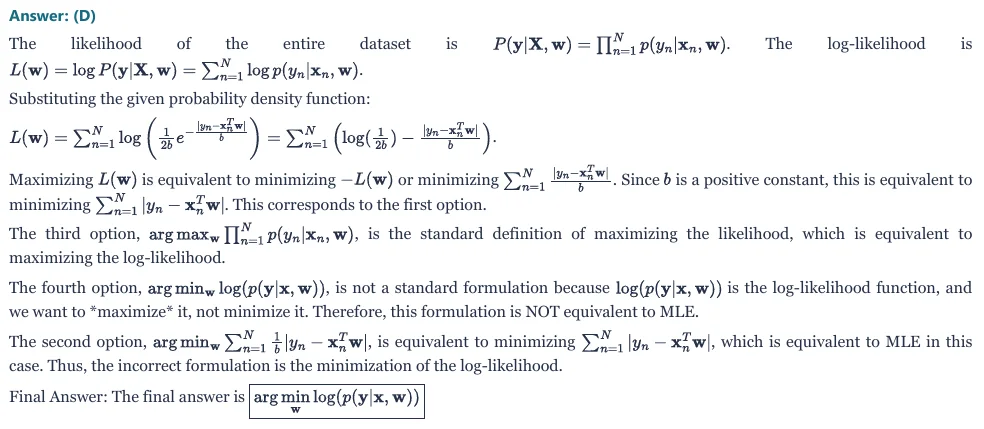 Answer: (D)
The likelihood of the entire dataset is P(y|X, w) = ∏_{n=1}^{N} p(y_n|x_n, w). The log-likelihood is
L(w) = log P(y|X, w) = ∑_{n=1}^{N} log p(y_n|x_n, w).
Substituting the given probability density function:
L(w) = ∑_{n=1}^{N} log ( \frac{1}{2b} e^{-\frac{|y_n-x_n^T w|}{b}} ) = ∑_{n=1}^{N} ( log(\frac{1}{2b}) − \frac{|y_n-x_n^T w|}{b} ).
Maximizing L(w) is equivalent to minimizing −L(w) or minimizing ∑_{n=1}^{N} \frac{|y_n-x_n^T w|}{b}. Since b is a positive constant, this is equivalent to
minimizing ∑_{n=1}^{N} |y_n − x_n^T w|. This corresponds to the first option.
The third option, arg max_w ∏_{n=1}^{N} p(y_n|x_n, w), is the standard definition of maximizing the likelihood, which is equivalent to
maximizing the log-likelihood.
The fourth option, arg min_w log(p(y|x, w)), is not a standard formulation because log(p(y|x, w)) is the log-likelihood function, and
we want to *maximize* it, not minimize it. Therefore, this formulation is NOT equivalent to MLE.
The second option, arg min_w ∑_{n=1}^{N} \frac{1}{b} |y_n − x_n^T w|, is equivalent to minimizing ∑_{n=1}^{N} |y_n − x_n^T w|, which is equivalent to MLE in this
case. Thus, the incorrect formulation is the minimization of the log-likelihood.
Final Answer: The final answer is arg min_w log(p(y|x, w))